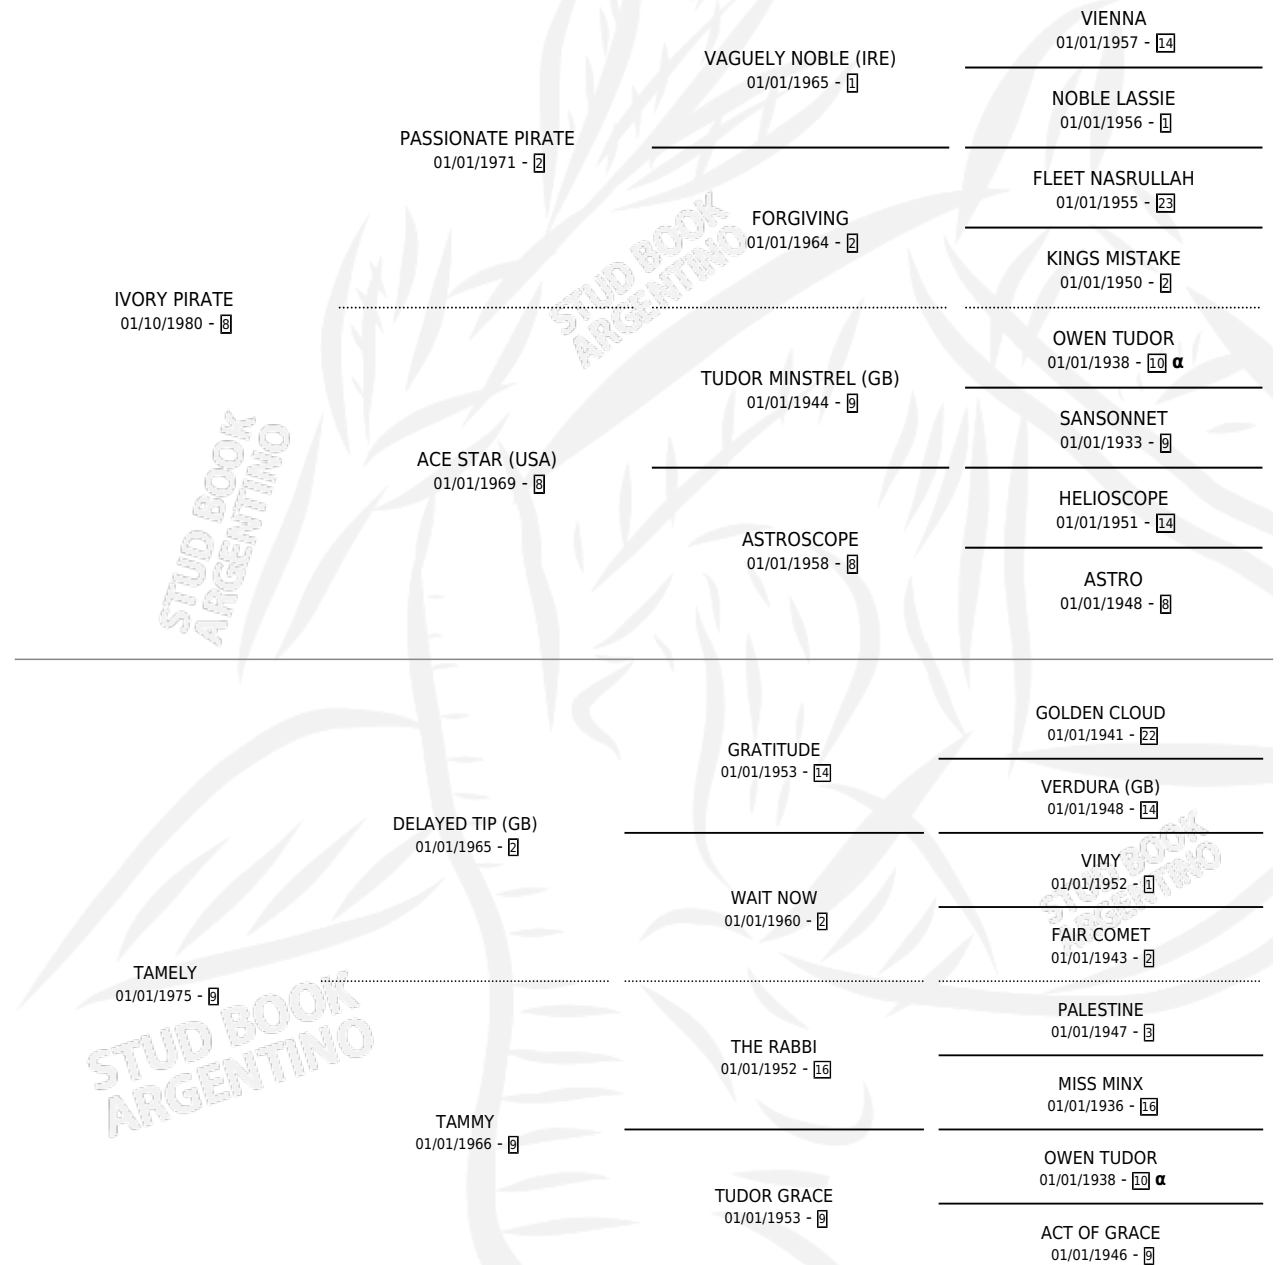 VIENNA
01/01/1957 - 14
VAGUELY NOBLE (IRE)
01/01/1965 - 1
NOBLE LASSIE
01/01/1956 - 1
PASSIONATE PIRATE
01/01/1971 - 2
FLEET NASRULLAH
01/01/1955 - 23
FORGIVING
01/01/1964 - 2
KINGS MISTAKE
01/01/1950 - 2
IVORY PIRATE
01/10/1980 - 8
OWEN TUDOR
01/01/1938 - 10 α
TUDOR MINSTREL (GB)
01/01/1944 - 9
SANSONNET
01/01/1933 - 9
ACE STAR (USA)
01/01/1969 - 8
HELIOSCOPE
01/01/1951 - 14
ASTROSCOPE
01/01/1958 - 8
ASTRO
01/01/1948 - 8
GOLDEN CLOUD
01/01/1941 - 22
GRATITUDE
01/01/1953 - 14
VERDURA (GB)
01/01/1948 - 14
DELAYED TIP (GB)
01/01/1965 - 2
VIMY
01/01/1952 - 1
WAIT NOW
01/01/1960 - 2
FAIR COMET
01/01/1943 - 2
TAMELY
01/01/1975 - 9
PALESTINE
01/01/1947 - 3
THE RABBI
01/01/1952 - 16
MISS MINX
01/01/1936 - 16
TAMMY
01/01/1966 - 9
OWEN TUDOR
01/01/1938 - 10 α
TUDOR GRACE
01/01/1953 - 9
ACT OF GRACE
01/01/1946 - 9
STUD BOOK
ARGENTINO
STUD BOOK
ARGENTINO
STUD BOOK
ARGENTINO
STUD BOOK
ARGENTINO